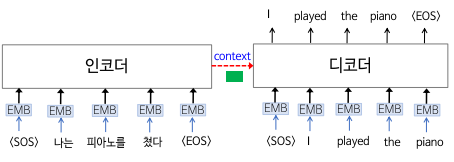 I played the piano 〈EOS〉
context
인코더 디코더
EMB EMB EMB EMB EMB EMB EMB EMB EMB EMB
〈SOS〉 나는 피아노를 쳤다 〈EOS〉 〈SOS〉 I played the piano